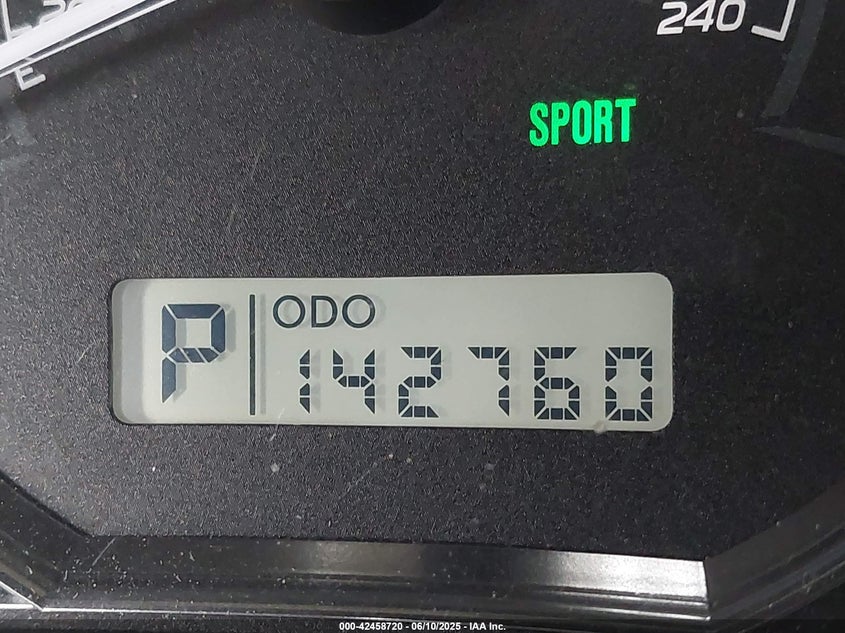 240
E
SPORT
P
ODO
142760
000-42458720 - 06/10/2025 - IAA Inc.